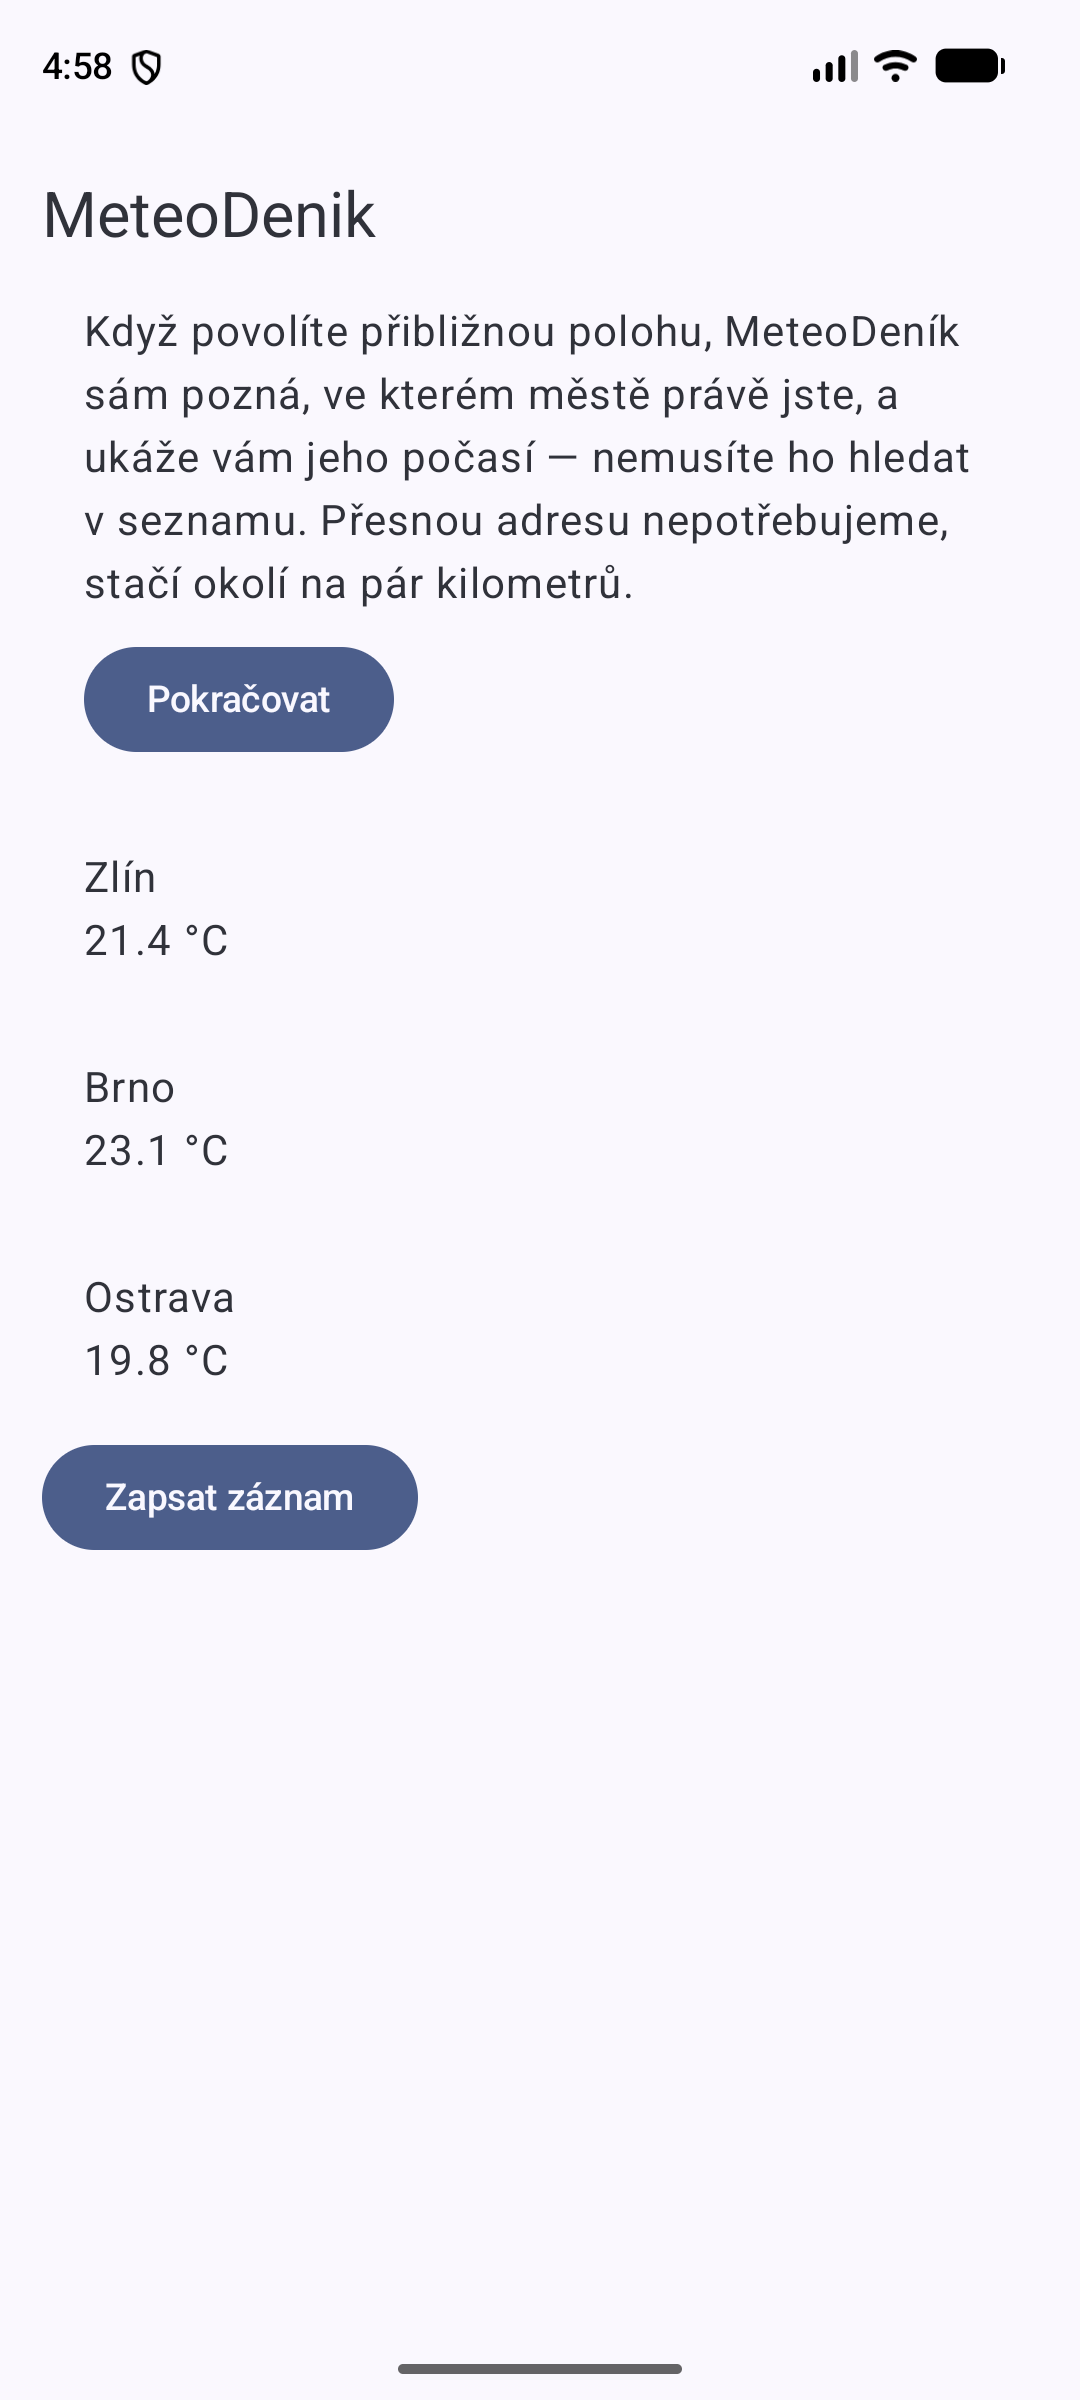 4:58
MeteoDenik
Když povolíte přibližnou polohu, MeteoDeník
sám pozná, ve kterém městě právě jste, a
ukáže vám jeho počasí — nemusíte ho hledat
v seznamu. Přesnou adresu nepotřebujeme,
stačí okolí na pár kilometrů.
Pokračovat
Zlín
21.4 °C
Brno
23.1 °C
Ostrava
19.8 °C
Zapsat záznam